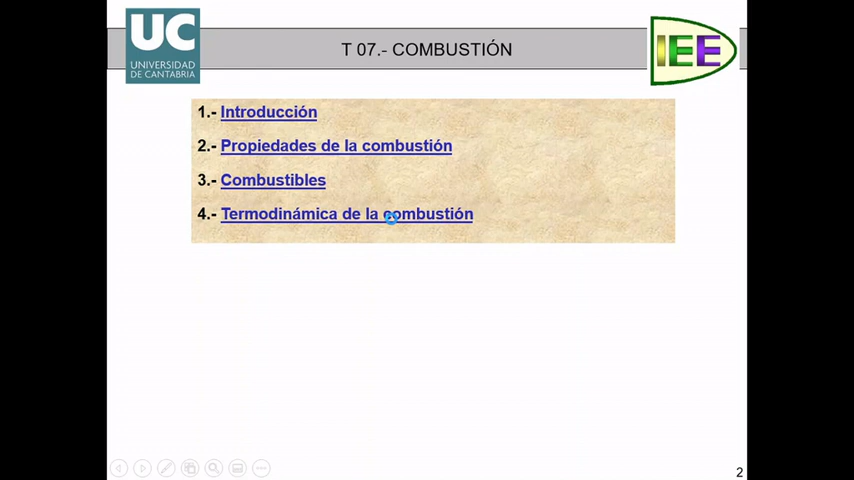 UC
UNIVERSIDAD
DE CANTABRIA
T 07.- COMBUSTIÓN
IEE
1.- Introducción
2.- Propiedades de la combustión
3.- Combustibles
4.- Termodinámica de la combustión
2